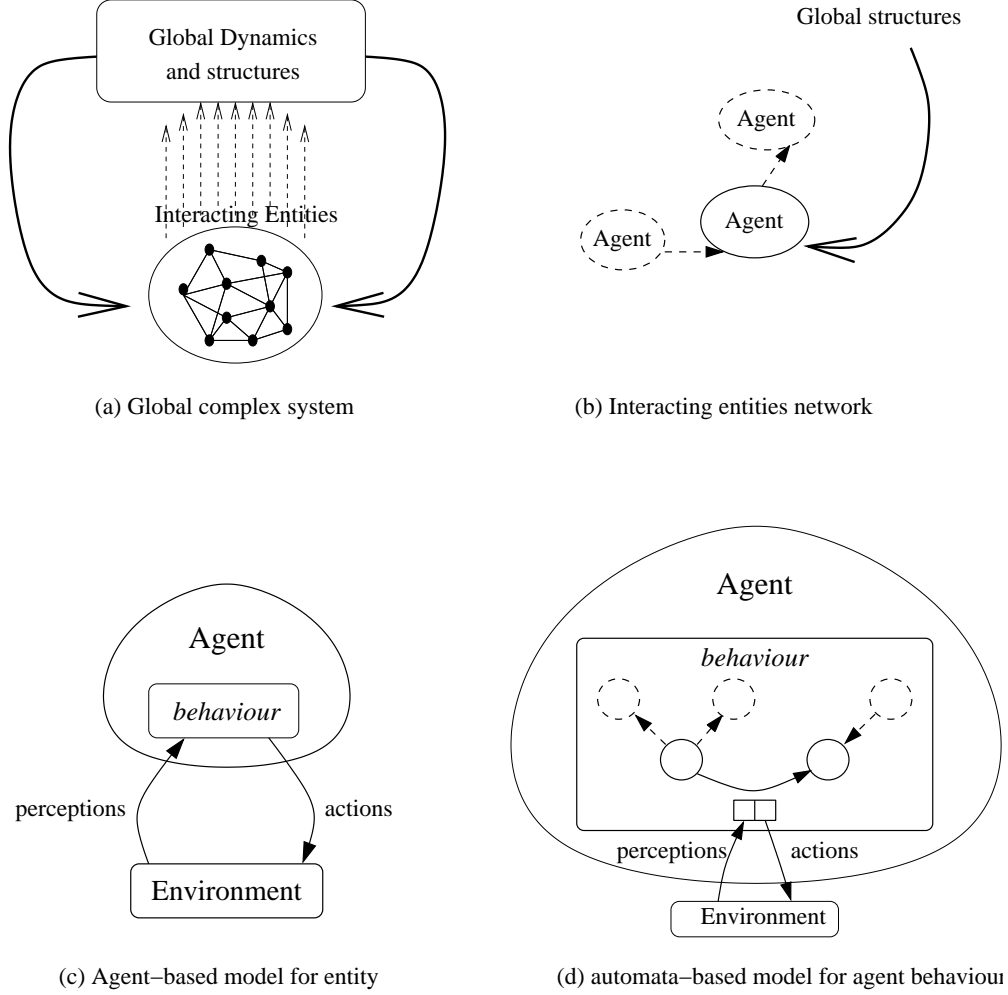 Global Dynamics
and structures
Interacting Entities
(a) Global complex system
Global structures
Agent
Agent
Agent
(b) Interacting entities network
Agent
behaviour
perceptions
actions
Environment
(c) Agent−based model for entity
Agent
behaviour
perceptions
actions
Environment
(d) automata−based model for agent behaviour